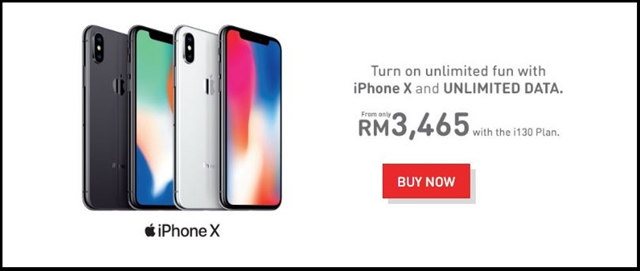 Turn on unlimited fun with
iPhone X and UNLIMITED DATA.
From only
RM3,465 with the i130 Plan.
BUY NOW
iPhone X